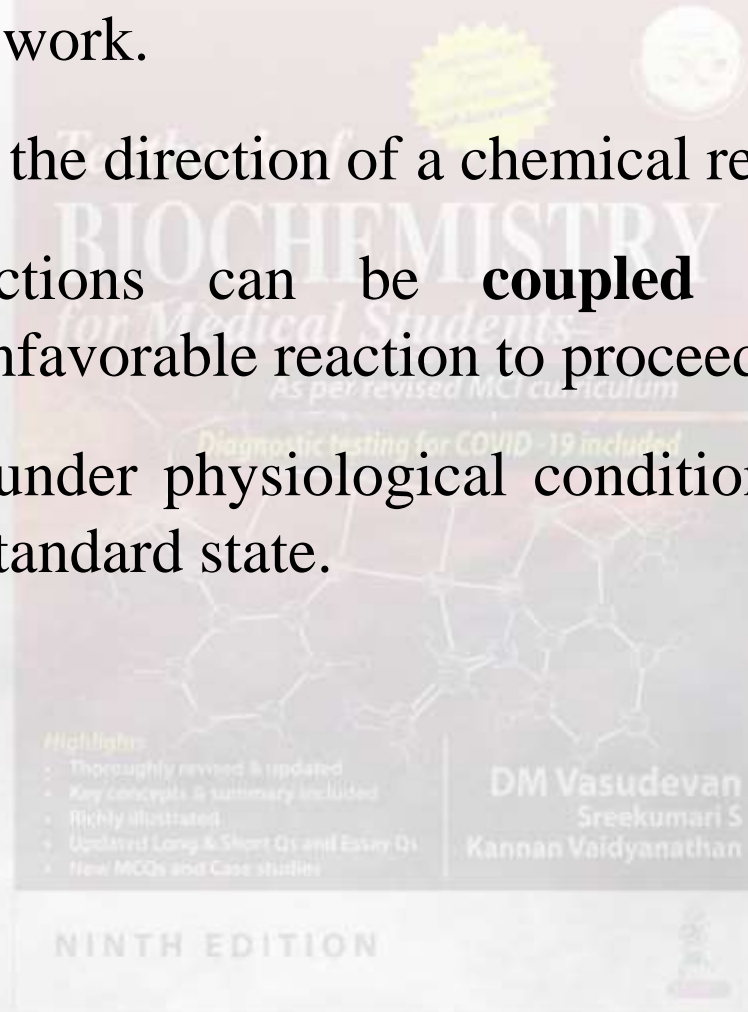 work.
the direction of a chemical re
Textbook of
BIOCHEMISTRY
ctions can be coupled
for Medical Students
nfavorable reaction to proceed
As per revised MCI curriculum
Diagnostic testing for COVID-19 included
under physiological condition
tandard state.
Highlights
• Thoroughly revised & updated
• Key concepts & summary included
• Richly illustrated
• Updated Long & Short Qs and Essay Qs
• New MCQs and Case studies
DM Vasudevan
Sreekumari S
Kannan Vaidyanathan
NINTH EDITION